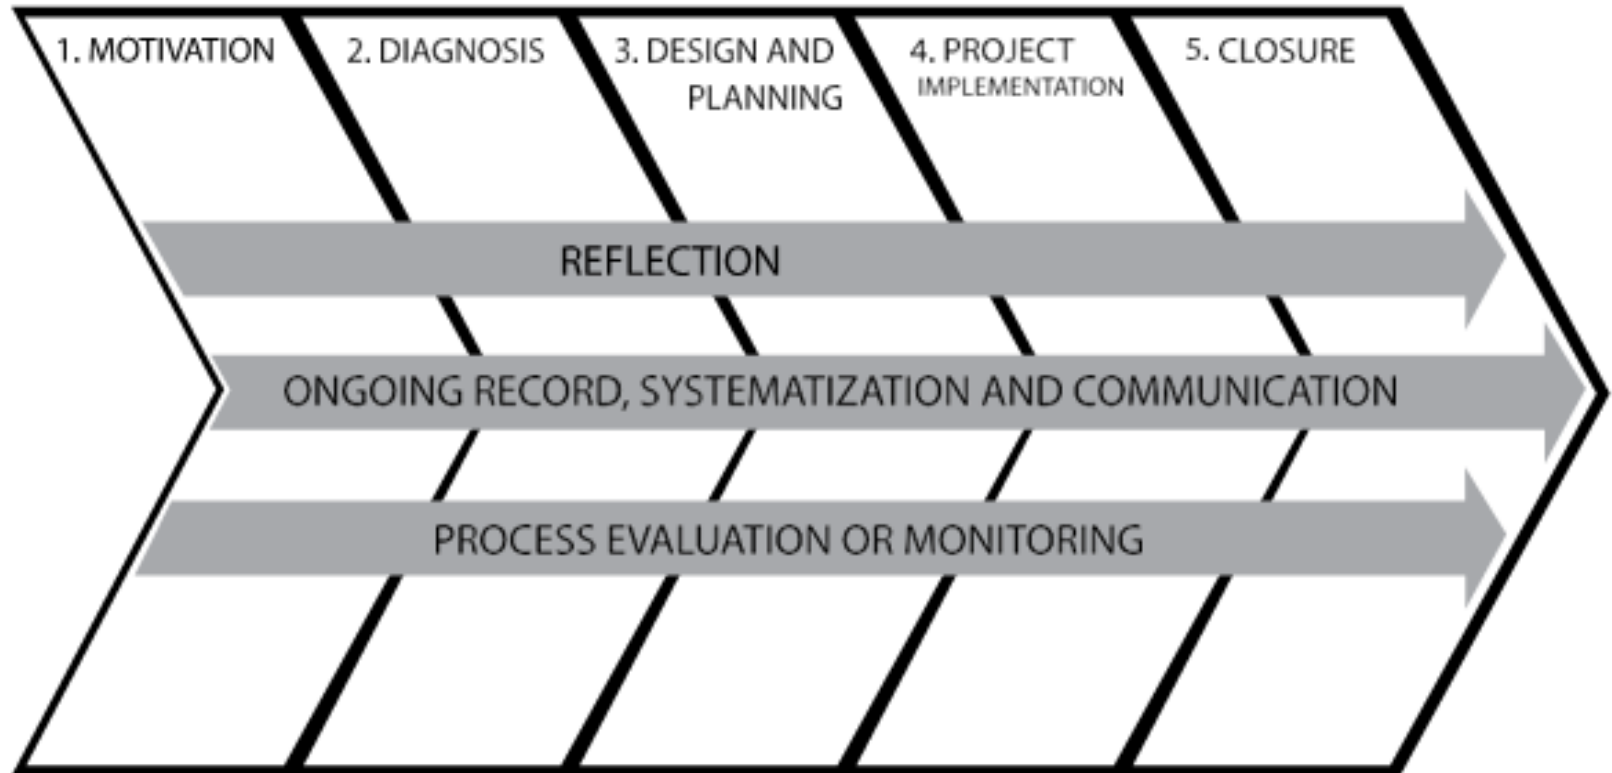 1. MOTIVATION
2. DIAGNOSIS
3. DESIGN AND
PLANNING
4. PROJECT
IMPLEMENTATION
5. CLOSURE
REFLECTION
ONGOING RECORD, SYSTEMATIZATION AND COMMUNICATION
PROCESS EVALUATION OR MONITORING